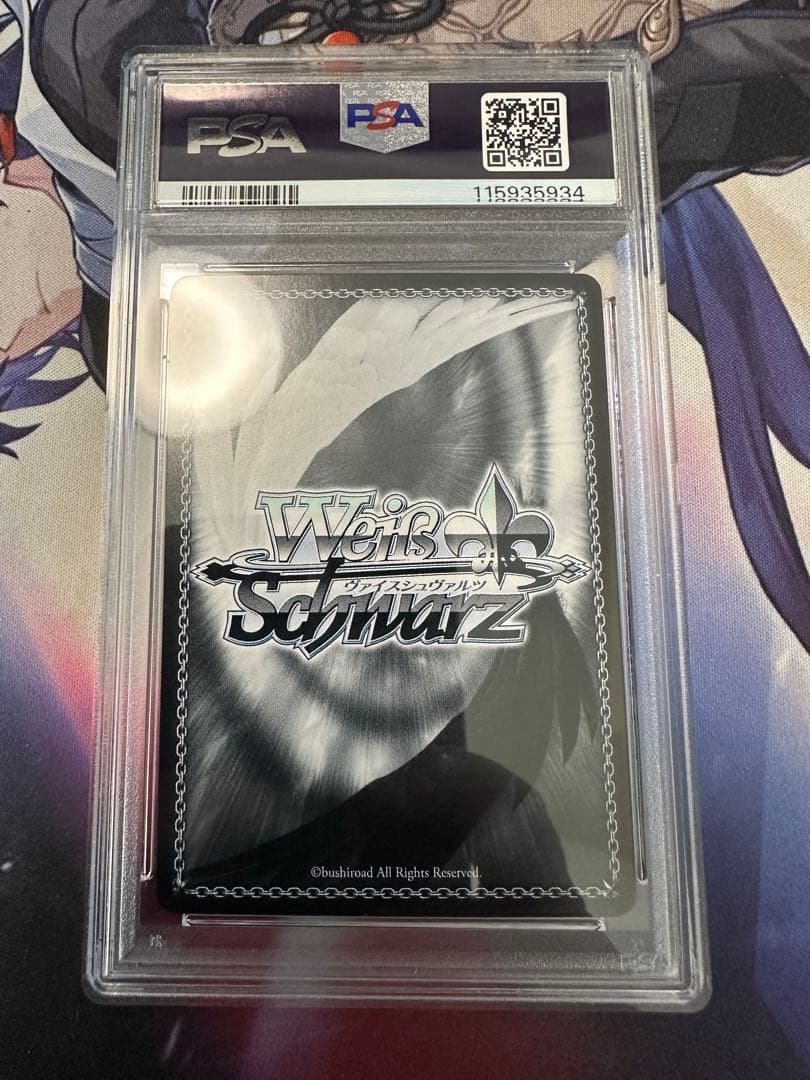 PSA
PSA
115935934
Weiß
ヴァイスシュヴァルツ
Schwarz
©bushiroad All Rights Reserved.